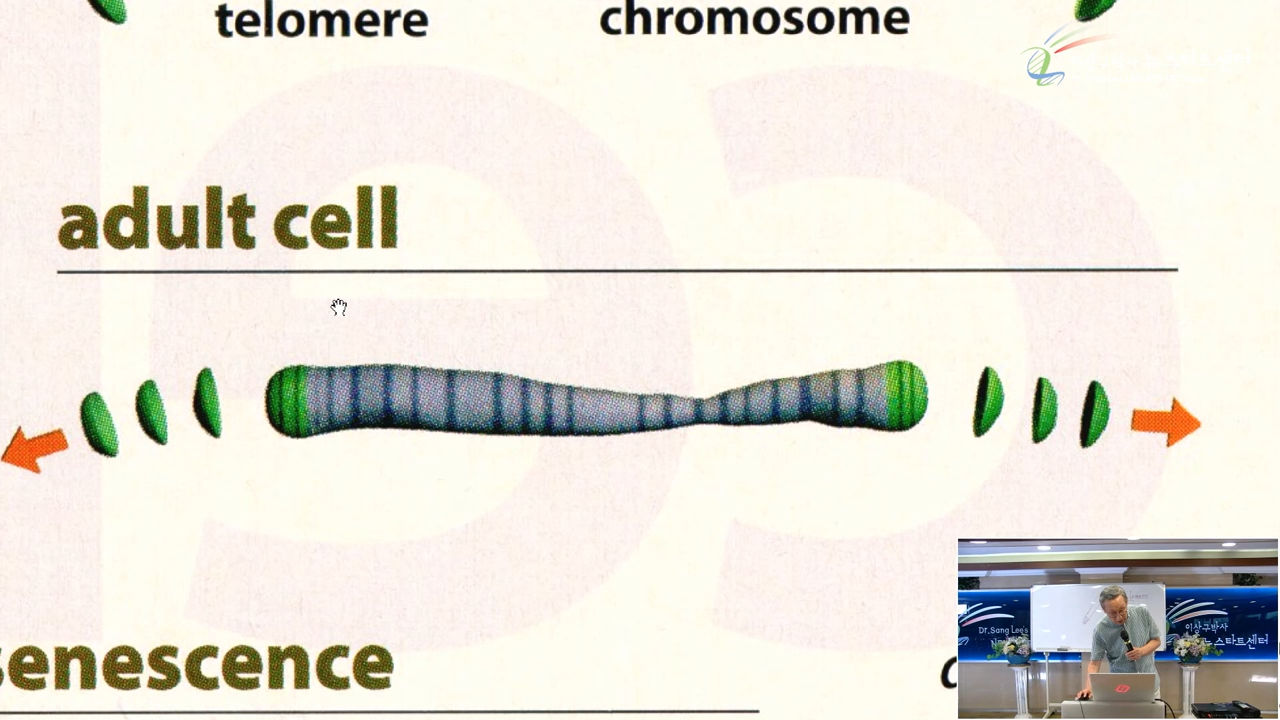 telomere
chromosome
adult cell
senescence
Dr.Sang Lee's
이상구박사
스타트센터